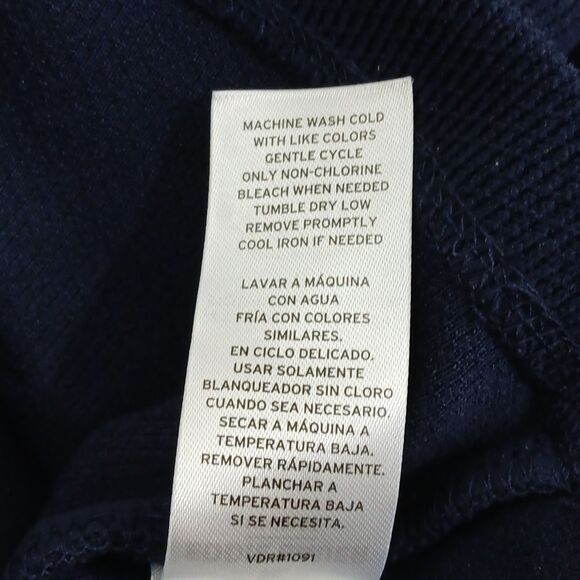 MACHINE WASH COLD
WITH LIKE COLORS
GENTLE CYCLE
ONLY NON-CHLORINE
BLEACH WHEN NEEDED
TUMBLE DRY LOW
REMOVE PROMPTLY
COOL IRON IF NEEDED
LAVAR A MÁQUINA
CON AGUA
FRÍA CON COLORES
SIMILARES.
EN CICLO DELICADO.
USAR SOLAMENTE
BLANQUEADOR SIN CLORO
CUANDO SEA NECESARIO.
SECAR A MÁQUINA A
TEMPERATURA BAJA.
REMOVER RÁPIDAMENTE.
PLANCHAR A
TEMPERATURA BAJA
SI SE NECESITA.
VDR#1091